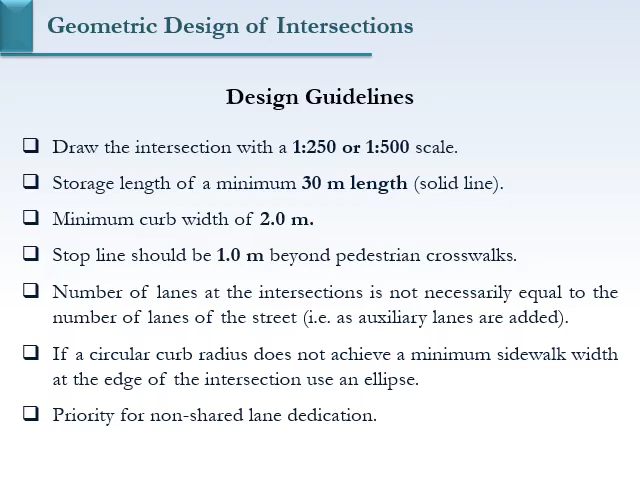 Geometric Design of Intersections
Design Guidelines
❑ Draw the intersection with a 1:250 or 1:500 scale.
❑ Storage length of a minimum 30 m length (solid line).
❑ Minimum curb width of 2.0 m.
❑ Stop line should be 1.0 m beyond pedestrian crosswalks.
❑ Number of lanes at the intersections is not necessarily equal to the
number of lanes of the street (i.e. as auxiliary lanes are added).
❑ If a circular curb radius does not achieve a minimum sidewalk width
at the edge of the intersection use an ellipse.
❑ Priority for non-shared lane dedication.